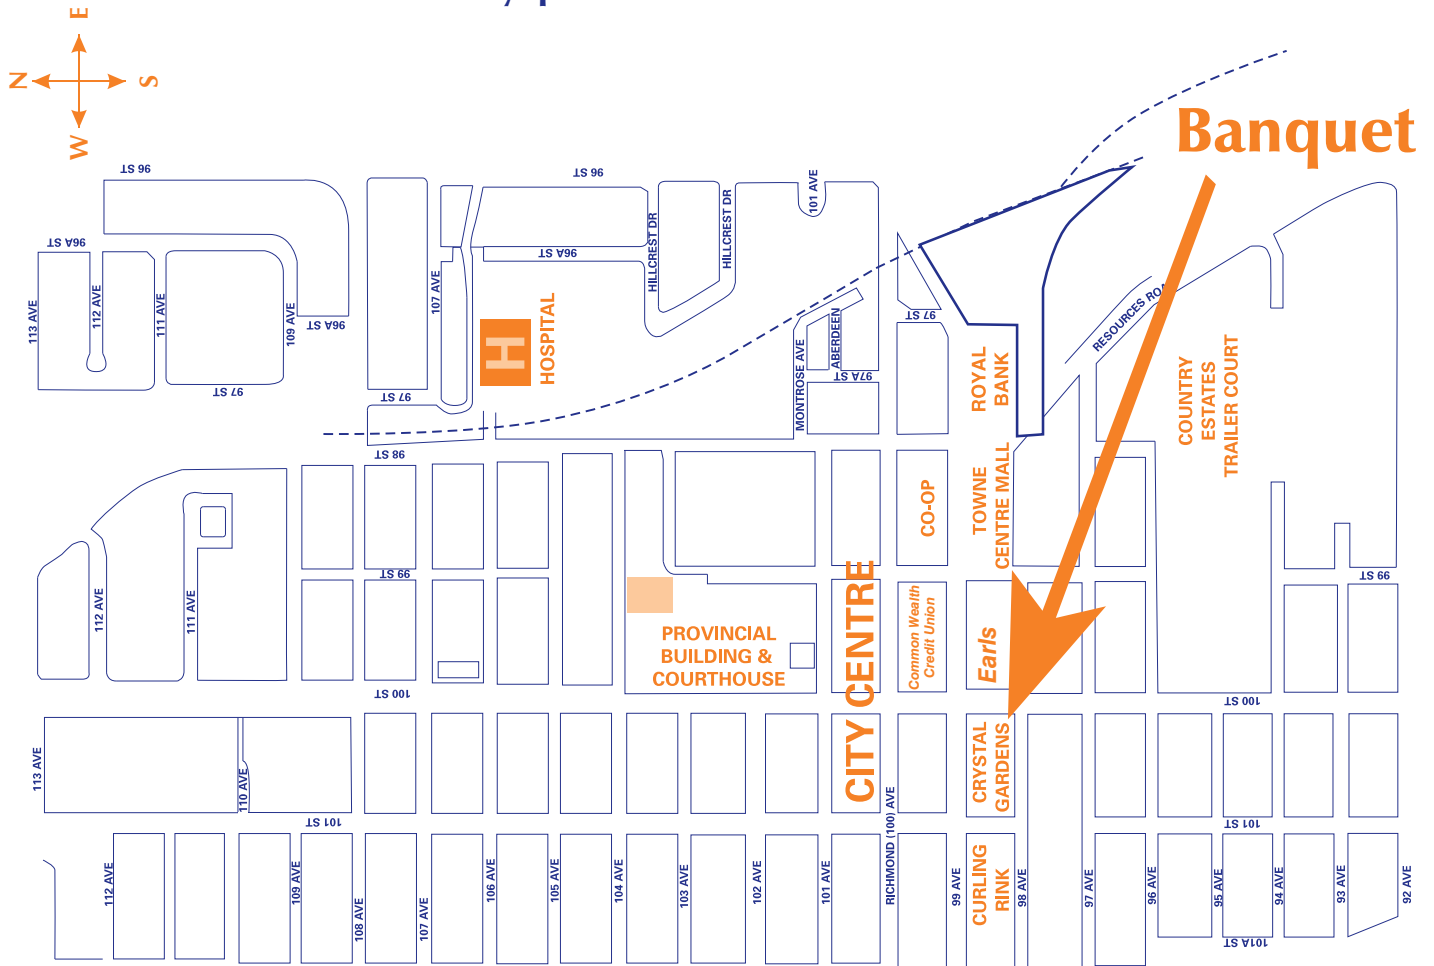 E
N
S
W
Banquet
96 ST
96 ST
101 AVE
HILLCREST DR
HILLCREST DR
96A ST
96A ST
96A ST
113 AVE
112 AVE
111 AVE
109 AVE
107 AVE
97 ST
97 ST
97 ST
HOSPITAL
H
MONTROSE AVE
ABERDEEN
97A ST
ROYAL
BANK
COUNTRY
ESTATES
TRAILER COURT
98 ST
CO-OP
TOWNE
CENTRE MALL
99 ST
99 ST
112 AVE
111 AVE
PROVINCIAL
BUILDING &
COURTHOUSE
CITY CENTRE
Common Wealth
Credit Union
Earls
100 ST
100 ST
113 AVE
110 AVE
CRYSTAL
GARDENS
101 ST
101 ST
112 AVE
109 AVE
108 AVE
107 AVE
106 AVE
105 AVE
104 AVE
103 AVE
102 AVE
101 AVE
RICHMOND (100) AVE
99 AVE
CURLING
RINK
98 AVE
97 AVE
96 AVE
95 AVE
94 AVE
93 AVE
92 AVE
101A ST